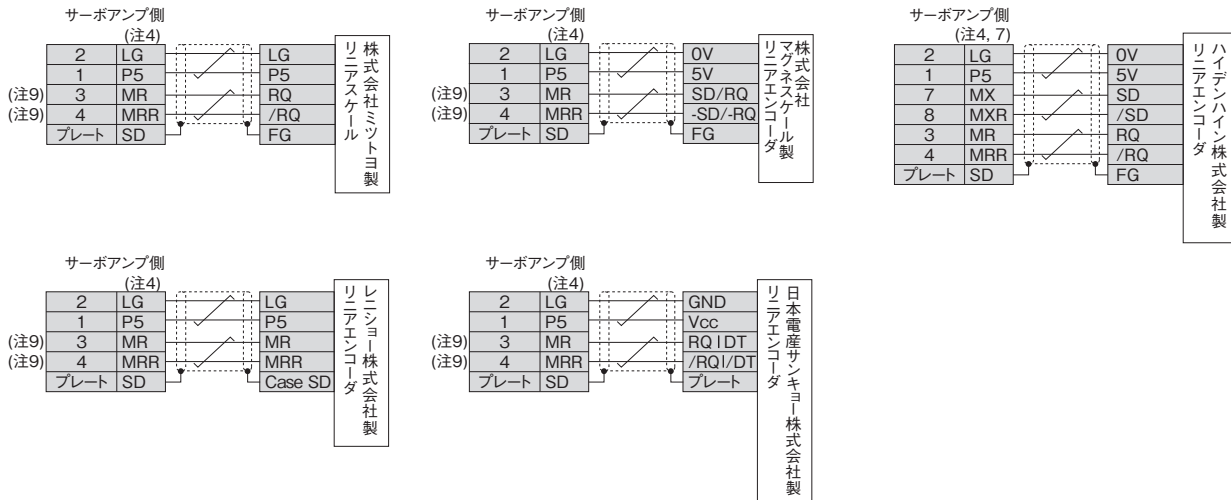 サーボアンプ側
(注4)
2 LG LG
1 P5 P5
(注9) 3 MR RQ
(注9) 4 MRR /RQ
プレート SD FG
株式会社ミツトヨ製
リニアスケール
サーボアンプ側
(注4)
2 LG 0V
1 P5 5V
(注9) 3 MR SD/RQ
(注9) 4 MRR -SD/-RQ
プレート SD FG
株式会社
マグネスケール製
リニアエンコーダ
サーボアンプ側
(注4, 7)
2 LG 0V
1 P5 5V
7 MX SD
8 MXR /SD
3 MR RQ
4 MRR /RQ
プレート SD FG
ハイデンハイン株式会社製
リニアエンコーダ
サーボアンプ側
(注4)
2 LG LG
1 P5 P5
(注9) 3 MR MR
(注9) 4 MRR MRR
プレート SD Case SD
レニショー株式会社製
リニアエンコーダ
サーボアンプ側
(注4)
2 LG GND
1 P5 Vcc
(注9) 3 MR RQ|DT
(注9) 4 MRR /RQ|/DT
プレート SD プレート
日本電産サンキョー株式会社製
リニアエンコーダ